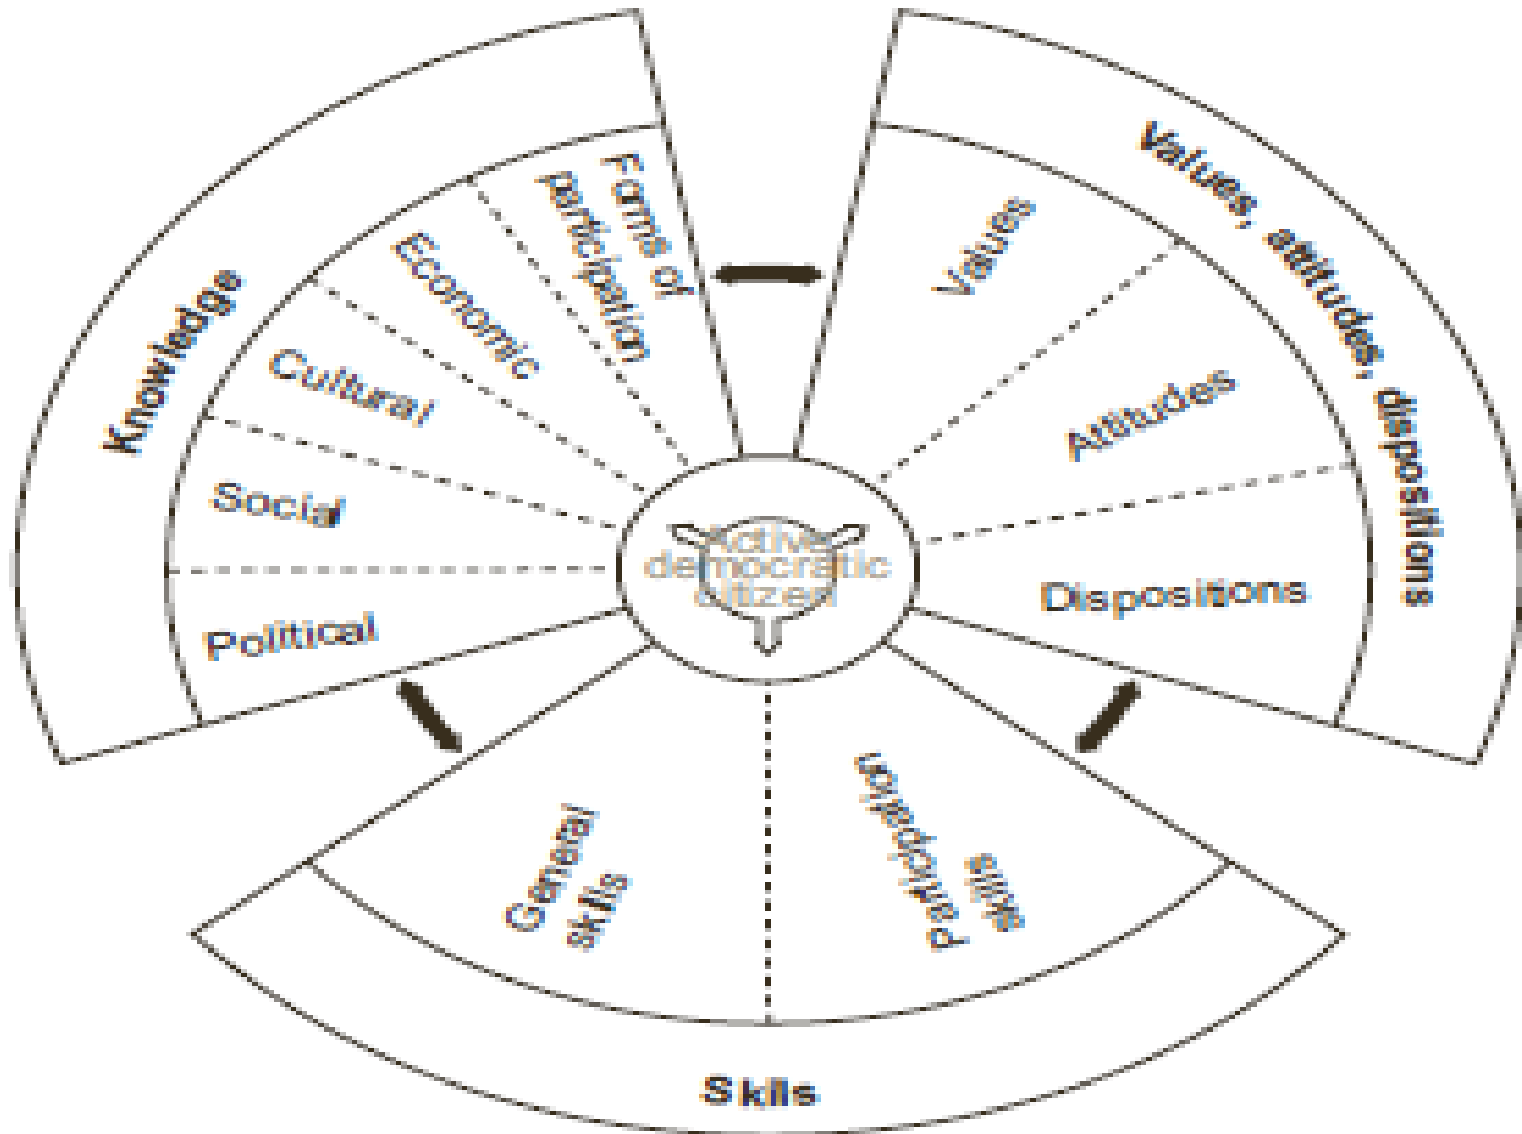 Knowledge
Forms of
participation
Economic
Cultural
Social
Political
Values, attitudes, dispositions
Values
Attitudes
Dispositions
Active
democratic
citizen
General
skills
Participation
skills
Skils